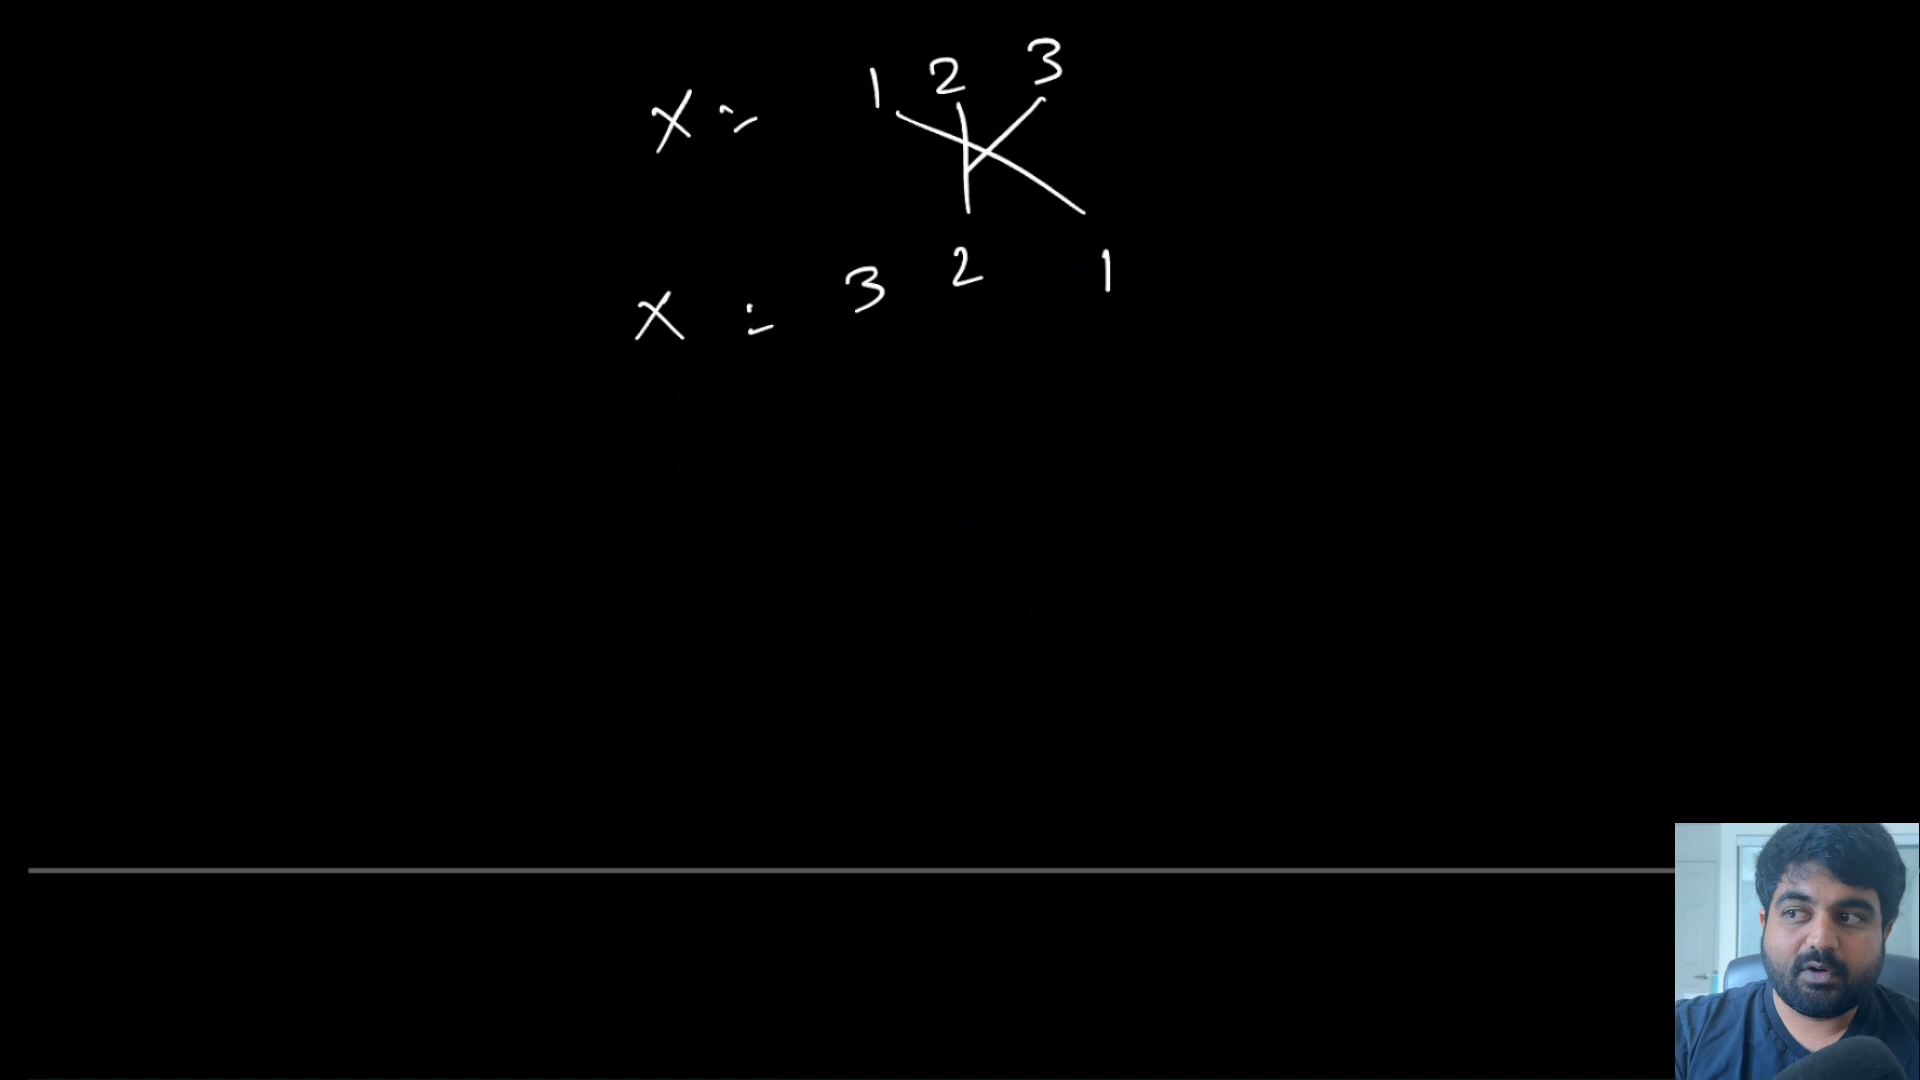 x = 1 2 3
x = 3 2 1